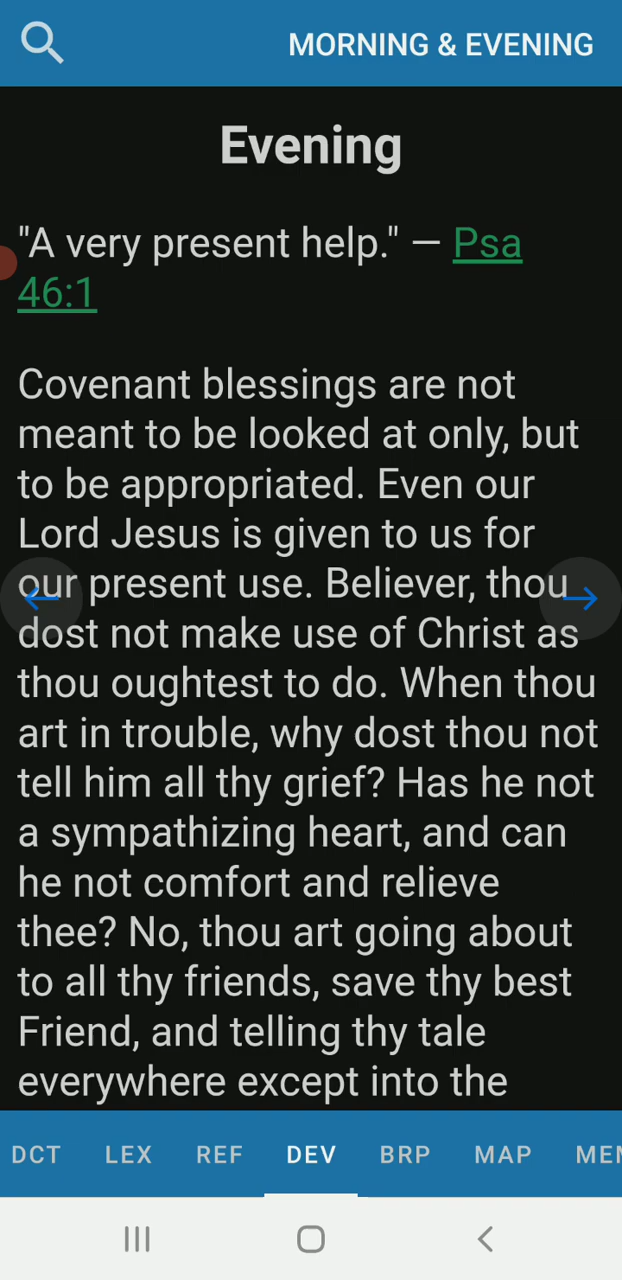 MORNING & EVENING
Evening
"A very present help." — Psa
46:1
Covenant blessings are not
meant to be looked at only, but
to be appropriated. Even our
Lord Jesus is given to us for
our present use. Believer, thou
dost not make use of Christ as
thou oughtest to do. When thou
art in trouble, why dost thou not
tell him all thy grief? Has he not
a sympathizing heart, and can
he not comfort and relieve
thee? No, thou art going about
to all thy friends, save thy best
Friend, and telling thy tale
everywhere except into the
DCT LEX REF DEV BRP MAP MEM